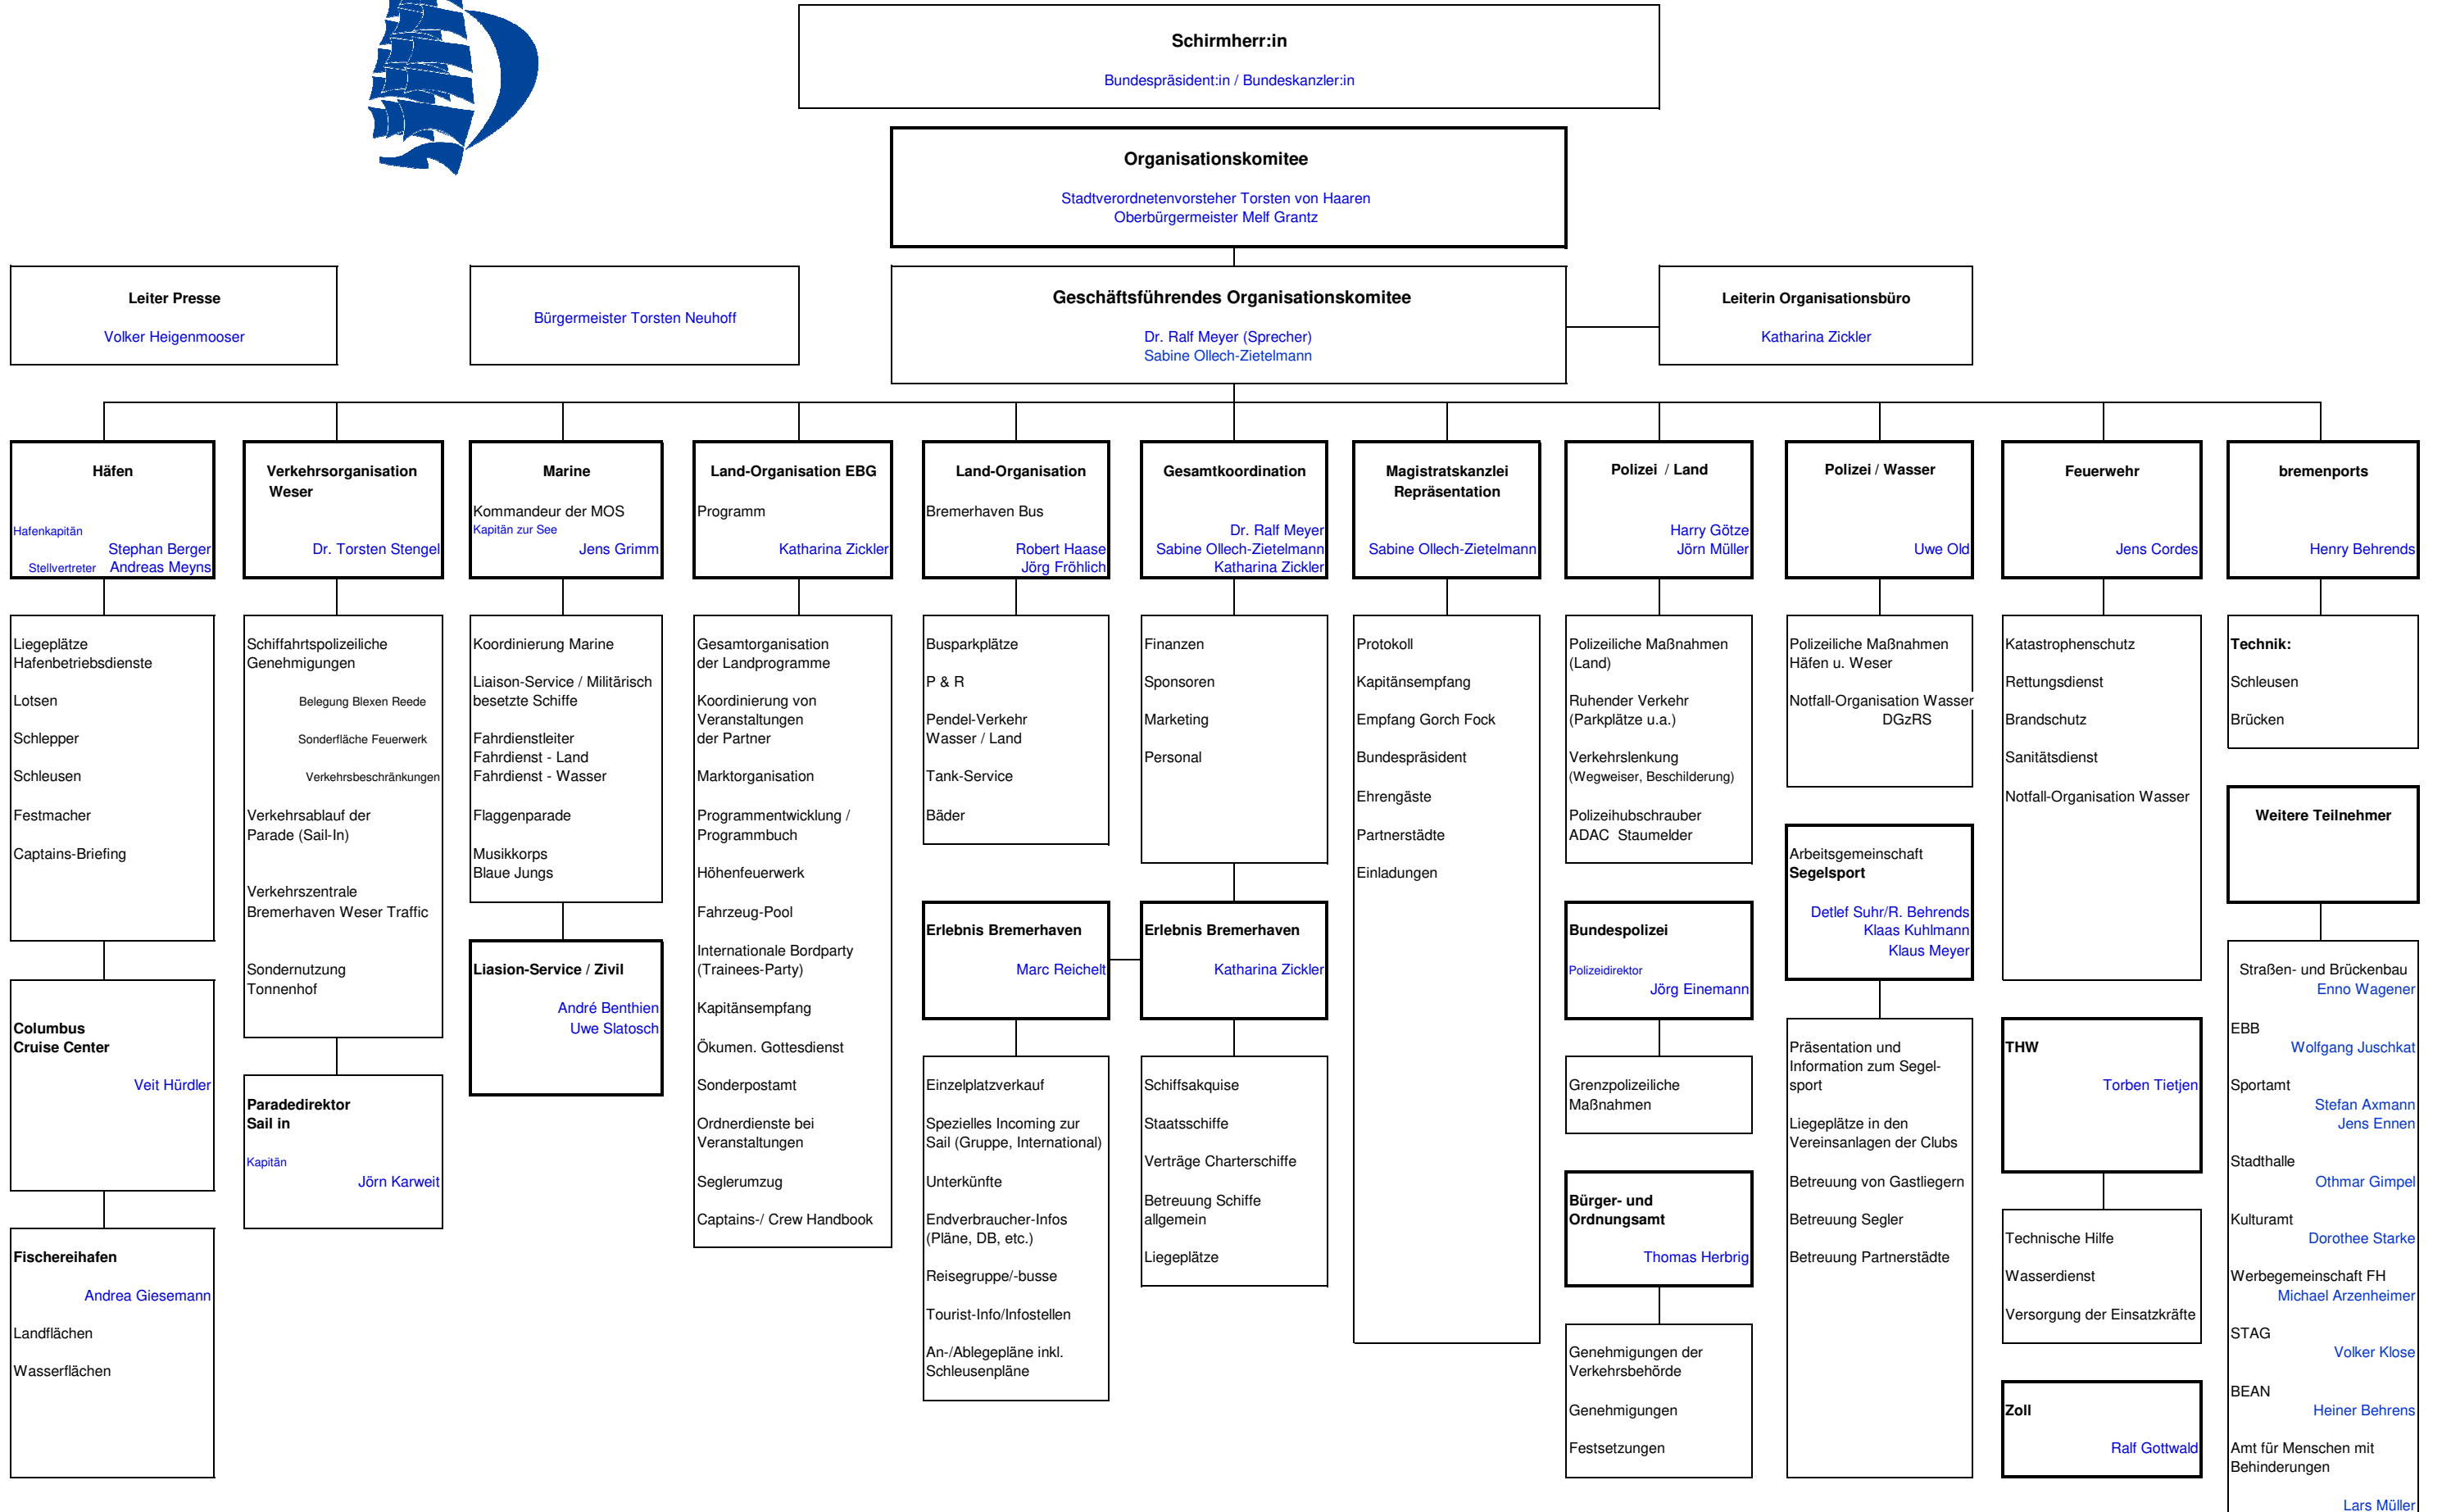 Schirmherr:in
Bundespräsident:in / Bundeskanzler:in
Organisationskomitee
Stadtverordnetenvorsteher Torsten von Haaren
Oberbürgermeister Melf Grantz
Leiter Presse
Volker Heigenmooser
Bürgermeister Torsten Neuhoff
Geschäftsführendes Organisationskomitee
Dr. Ralf Meyer (Sprecher)
Sabine Ollech-Zietelmann
Leiterin Organisationsbüro
Katharina Zickler
Häfen
Hafenkapitän
Stephan Berger
Stellvertreter Andreas Meyns
Liegeplätze
Hafenbetriebsdienste
Lotsen
Schlepper
Schleusen
Festmacher
Captains-Briefing
Columbus
Cruise Center
Veit Hürdler
Fischereihafen
Andrea Giesemann
Landflächen
Wasserflächen
Verkehrsorganisation
Weser
Dr. Torsten Stengel
Schiffahrtspolizeiliche
Genehmigungen
Belegung Blexen Reede
Sonderfläche Feuerwerk
Verkehrsbeschränkungen
Verkehrsablauf der
Parade (Sail-In)
Verkehrszentrale
Bremerhaven Weser Traffic
Sondernutzung
Tonnenhof
Paradedirektor
Sail in
Kapitän
Jörn Karweit
Marine
Kommandeur der MOS
Kapitän zur See
Jens Grimm
Koordinierung Marine
Liaison-Service / Militärisch
besetzte Schiffe
Fahrdienstleiter
Fahrdienst - Land
Fahrdienst - Wasser
Flaggenparade
Musikkorps
Blaue Jungs
Liasion-Service / Zivil
André Benthien
Uwe Slatosch
Land-Organisation EBG
Programm
Katharina Zickler
Gesamtorganisation
der Landprogramme
Koordinierung von
Veranstaltungen
der Partner
Marktorganisation
Programmentwicklung /
Programmbuch
Höhenfeuerwerk
Fahrzeug-Pool
Internationale Bordparty
(Trainees-Party)
Kapitänsempfang
Ökumen. Gottesdienst
Sonderpostamt
Ordnerdienste bei
Veranstaltungen
Seglerumzug
Captains-/ Crew Handbook
Land-Organisation
Bremerhaven Bus
Robert Haase
Jörg Fröhlich
Busparkplätze
P & R
Pendel-Verkehr
Wasser / Land
Tank-Service
Bäder
Erlebnis Bremerhaven
Marc Reichelt
Einzelplatzverkauf
Spezielles Incoming zur
Sail (Gruppe, International)
Unterkünfte
Endverbraucher-Infos
(Pläne, DB, etc.)
Reisegruppe/-busse
Tourist-Info/Infostellen
An-/Ablegepläne inkl.
Schleusenpläne
Gesamtkoordination
Dr. Ralf Meyer
Sabine Ollech-Zietelmann
Katharina Zickler
Finanzen
Sponsoren
Marketing
Personal
Erlebnis Bremerhaven
Katharina Zickler
Schiffsakquise
Staatsschiffe
Verträge Charterschiffe
Betreuung Schiffe
allgemein
Liegeplätze
Magistratskanzlei
Repräsentation
Sabine Ollech-Zietelmann
Protokoll
Kapitänsempfang
Empfang Gorch Fock
Bundespräsident
Ehrengäste
Partnerstädte
Einladungen
Polizei / Land
Harry Götze
Jörn Müller
Polizeiliche Maßnahmen
(Land)
Ruhender Verkehr
(Parkplätze u.a.)
Verkehrslenkung
(Wegweiser, Beschilderung)
Polizeihubschrauber
ADAC Staumelder
Bundespolizei
Polizeidirektor
Jörg Einemann
Grenzpolizeiliche
Maßnahmen
Bürger- und
Ordnungsamt
Thomas Herbrig
Genehmigungen der
Verkehrsbehörde
Genehmigungen
Festsetzungen
Polizei / Wasser
Uwe Old
Polizeiliche Maßnahmen
Häfen u. Weser
Notfall-Organisation Wasser
DGzRS
Arbeitsgemeinschaft
Segelsport
Detlef Suhr/R. Behrends
Klaas Kuhlmann
Klaus Meyer
Präsentation und
Information zum Segel-
sport
Liegeplätze in den
Vereinsanlagen der Clubs
Betreuung von Gastliegern
Betreuung Segler
Betreuung Partnerstädte
Feuerwehr
Jens Cordes
Katastrophenschutz
Rettungsdienst
Brandschutz
Sanitätsdienst
Notfall-Organisation Wasser
THW
Torben Tietjen
Technische Hilfe
Wasserdienst
Versorgung der Einsatzkräfte
Zoll
Ralf Gottwald
bremenports
Henry Behrends
Technik:
Schleusen
Brücken
Weitere Teilnehmer
Straßen- und Brückenbau
Enno Wagener
EBB
Wolfgang Juschkat
Sportamt
Stefan Axmann
Jens Ennen
Stadthalle
Othmar Gimpel
Kulturamt
Dorothee Starke
Werbegemeinschaft FH
Michael Arzenheimer
STAG
Volker Klose
BEAN
Heiner Behrens
Amt für Menschen mit
Behinderungen
Lars Müller